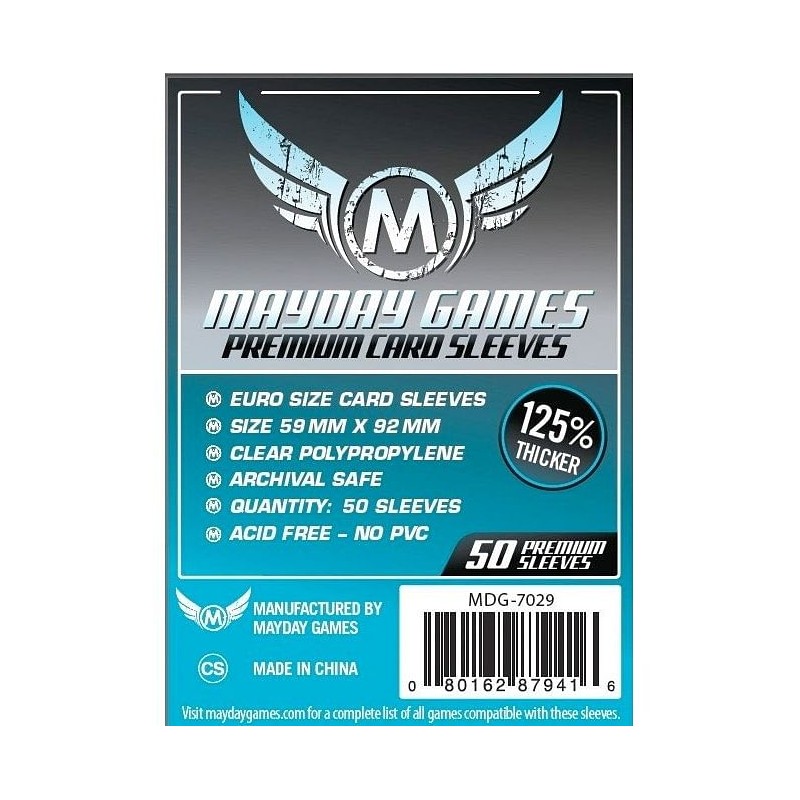 M
MAYDAY GAMES
PREMIUM CARD SLEEVES
M EURO SIZE CARD SLEEVES
M SIZE 59 MM X 92 MM
M CLEAR POLYPROPYLENE
M ARCHIVAL SAFE
M QUANTITY: 50 SLEEVES
M ACID FREE – NO PVC
125%
THICKER
50 PREMIUM
SLEEVES
M
MANUFACTURED BY
MAYDAY GAMES
CS
MADE IN CHINA
MDG-7029
0 80162 87941 6
Visit maydaygames.com for a complete list of all games compatible with these sleeves.